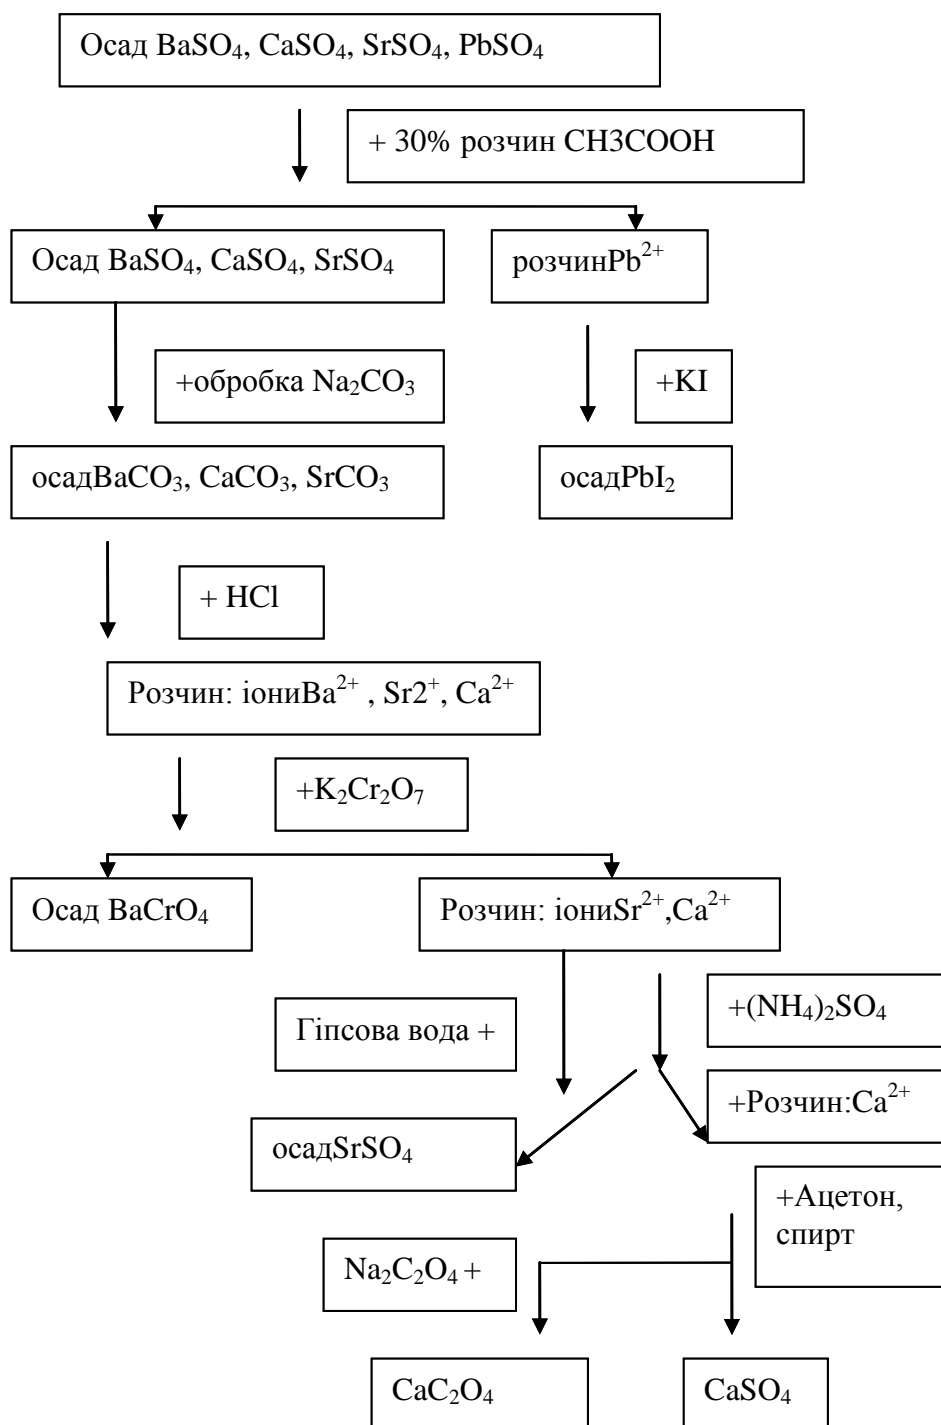 Осад BaSO₄, CaSO₄, SrSO₄, PbSO₄
+ 30% розчин CH3COOH
Осад BaSO₄, CaSO₄, SrSO₄
розчинPb²⁺
+обробка Na₂CO₃
+KI
осадBaCO₃, CaCO₃, SrCO₃
осадPbI₂
+ HCl
Розчин: іониBa²⁺ , Sr2⁺, Ca²⁺
+K₂Cr₂O₇
Осад BaCrO₄
Розчин: іониSr²⁺,Ca²⁺
+(NH₄)₂SO₄
Гіпсова вода +
+Розчин:Ca²⁺
осадSrSO₄
+Ацетон,
спирт
Na₂C₂O₄ +
CaC₂O₄
CaSO₄